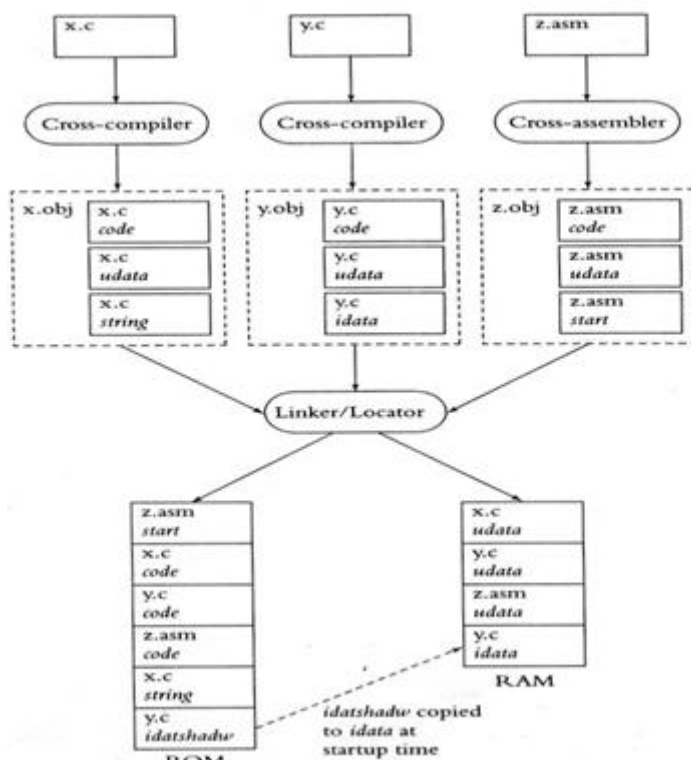 x.c
y.c
z.asm
Cross-compiler
Cross-compiler
Cross-assembler
x.obj
x.c
code
x.c
udata
x.c
string
y.obj
y.c
code
y.c
udata
y.c
idata
z.obj
z.asm
code
z.asm
udata
z.asm
start
Linker/Locator
z.asm
start
x.c
code
y.c
code
z.asm
code
x.c
string
y.c
idatshadw
ROM
x.c
udata
y.c
udata
z.asm
udata
y.c
idata
RAM
idatshadw copied
to idata at
startup time